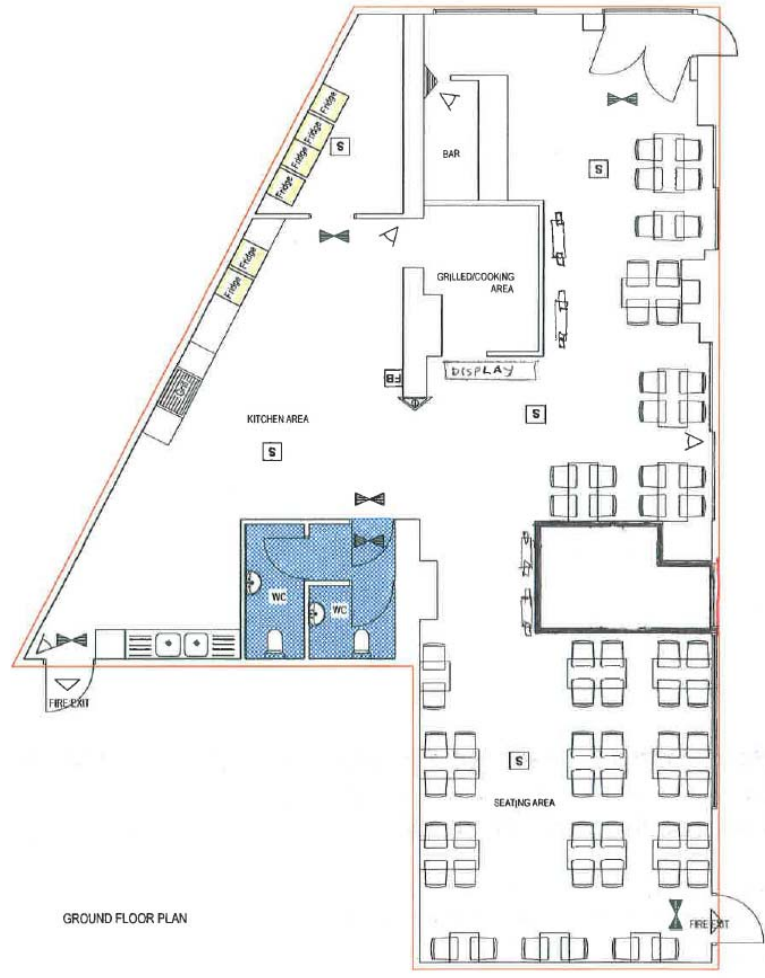 Fridge
Fridge
Fridge
Fridge
S
S
BAR
Fridge
Fridge
GRILLED/COOKING
AREA
DISPLAY
FB
S
KITCHEN AREA
S
WC
WC
FIRE EXIT
S
SEATING AREA
GROUND FLOOR PLAN
FIRE EXIT